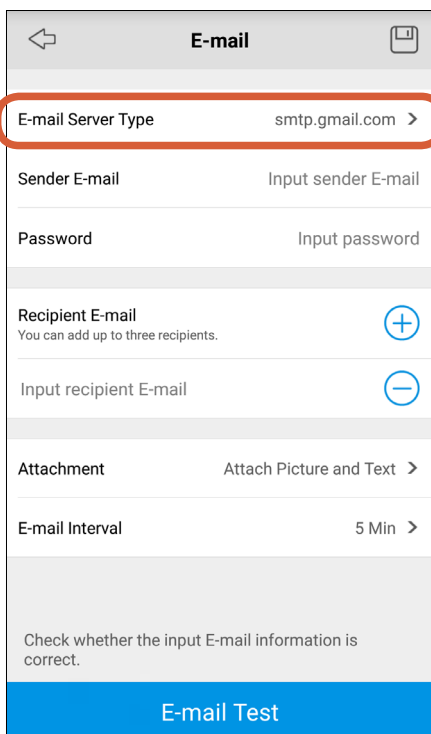 E-mail
E-mail Server Type
smtp.gmail.com
Sender E-mail
Input sender E-mail
Password
Input password
Recipient E-mail
You can add up to three recipients.
Input recipient E-mail
Attachment
Attach Picture and Text
E-mail Interval
5 Min
Check whether the input E-mail information is
correct.
E-mail Test